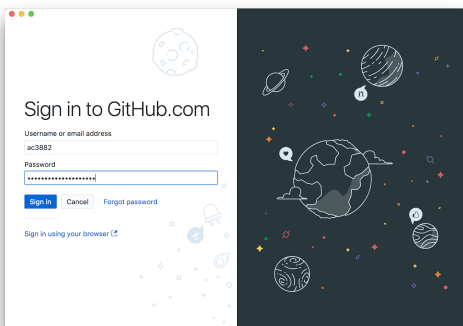 Sign in to GitHub.com
Username or email address
ac3882
Password
••••••••••••••••••••
Sign in Cancel Forgot password
Sign in using your browser